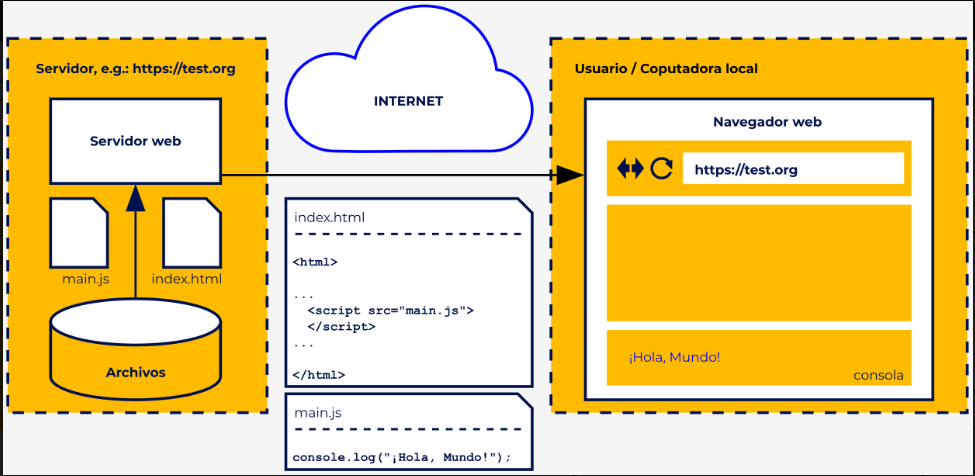 Servidor, e.g.: https://test.org
Servidor web
main.js
index.html
Archivos
INTERNET
index.html
<html>
...
<script src="main.js">
</script>
...
</html>
main.js
console.log("¡Hola, Mundo!");
Usuario / Coputadora local
Navegador web
https://test.org
¡Hola, Mundo!
consola